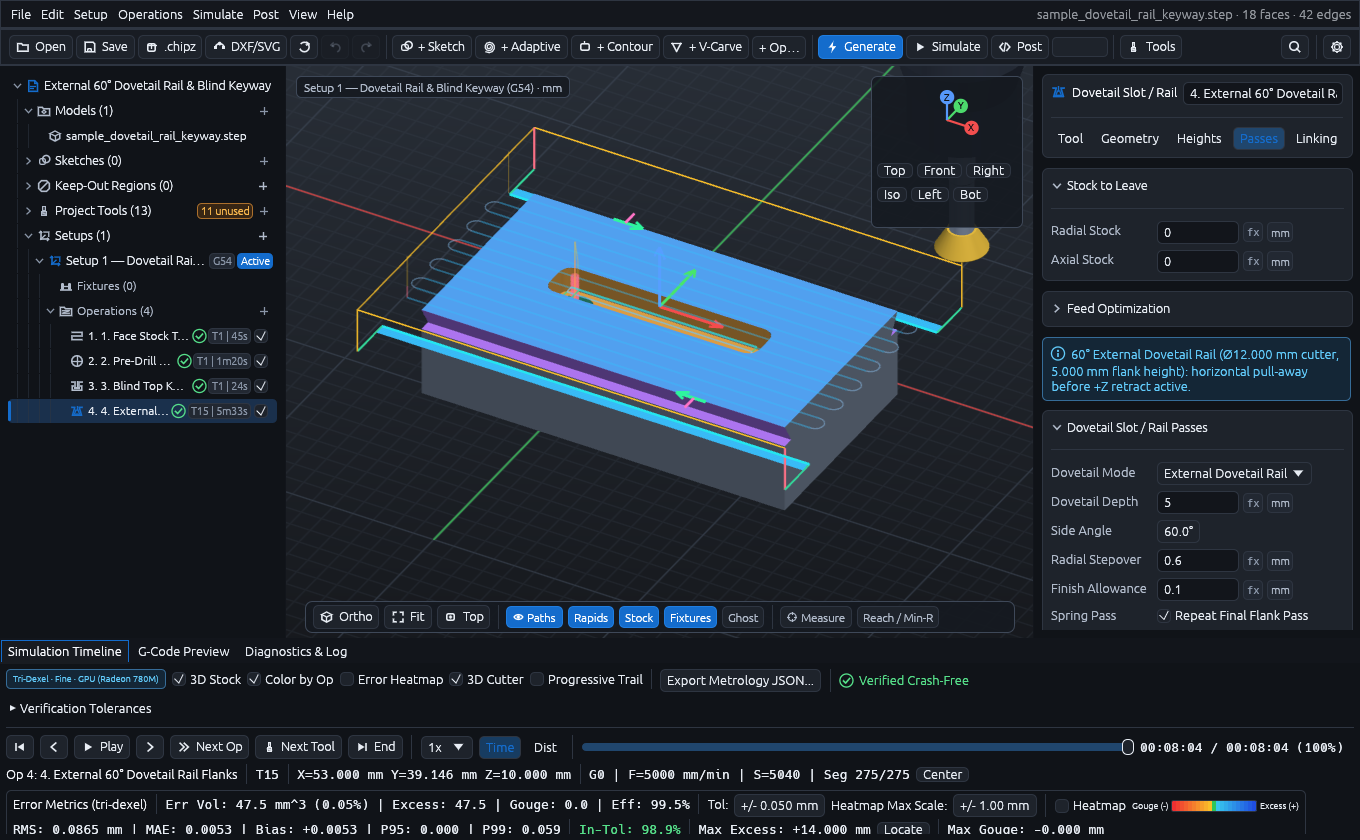 File Edit Setup Operations Simulate Post View Help
sample_dovetail_rail_keyway.step · 18 faces · 42 edges
Open Save .chipz DXF/SVG + Sketch + Adaptive + Contour + V-Carve + Op... Generate Simulate Post Tools
External 60° Dovetail Rail & Blind Keyway
Models (1) +
sample_dovetail_rail_keyway.step
Sketches (0) +
Keep-Out Regions (0) +
Project Tools (13) 11 unused +
Setups (1) +
Setup 1 — Dovetail Rai... G54 Active
Fixtures (0)
Operations (4) +
1. 1. Face Stock T... T1 | 45s
2. 2. Pre-Drill ... T1 | 1m20s
3. 3. Blind Top K... T1 | 24s
4. 4. External... T15 | 5m33s
Setup 1 — Dovetail Rail & Blind Keyway (G54) · mm
Z
Y
X
Top Front Right
Iso Left Bot
Ortho Fit Top Paths Rapids Stock Fixtures Ghost Measure Reach / Min-R
Dovetail Slot / Rail 4. External 60° Dovetail R
Tool Geometry Heights Passes Linking
Stock to Leave
Radial Stock 0 fx mm
Axial Stock 0 fx mm
Feed Optimization
60° External Dovetail Rail (Ø12.000 mm cutter,
5.000 mm flank height): horizontal pull-away
before +Z retract active.
Dovetail Slot / Rail Passes
Dovetail Mode External Dovetail Rail
Dovetail Depth 5 fx mm
Side Angle 60.0°
Radial Stepover 0.6 fx mm
Finish Allowance 0.1 fx mm
Spring Pass Repeat Final Flank Pass
Simulation Timeline G-Code Preview Diagnostics & Log
Tri-Dexel · Fine · GPU (Radeon 780M) 3D Stock Color by Op Error Heatmap 3D Cutter Progressive Trail Export Metrology JSON... Verified Crash-Free
Verification Tolerances
Play Next Op Next Tool End 1x Time Dist 00:08:04 / 00:08:04 (100%)
Op 4: 4. External 60° Dovetail Rail Flanks | T15 | X=53.000 mm Y=39.146 mm Z=10.000 mm | G0 | F=5000 mm/min | S=5040 | Seg 275/275 Center
Error Metrics (tri-dexel) | Err Vol: 47.5 mm^3 (0.05%) | Excess: 47.5 | Gouge: 0.0 | Eff: 99.5% | Tol: +/- 0.050 mm Heatmap Max Scale: +/- 1.00 mm Heatmap Gouge (-) Excess (+)
RMS: 0.0865 mm | MAE: 0.0053 | Bias: +0.0053 | P95: 0.000 | P99: 0.059 | In-Tol: 98.9% | Max Excess: +14.000 mm Locate | Max Gouge: -0.000 mm